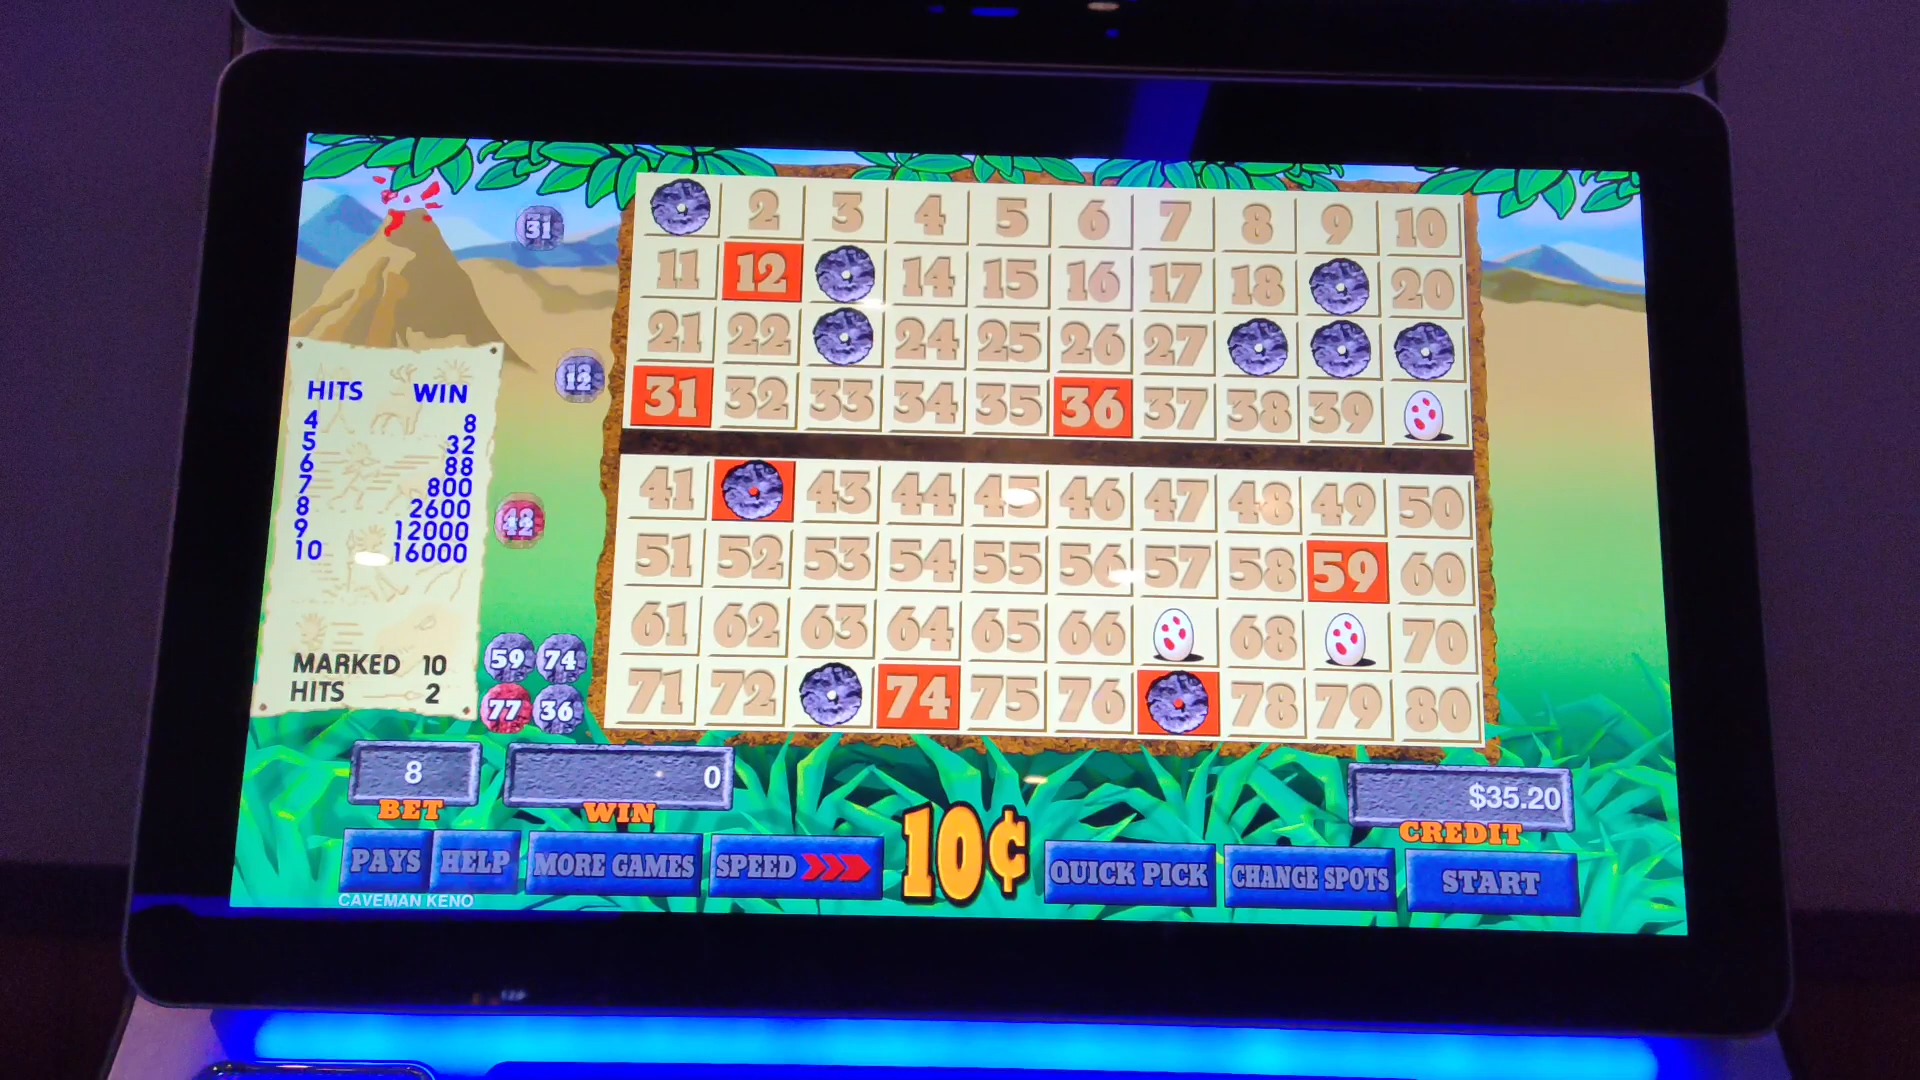 31
2 3 4 5 6 7 8 9 10
11 12 14 15 16 17 18 20
21 22 24 25 26 27
12
31 32 33 34 35 36 37 38 39
HITS WIN
4 8
5 32
6 88
7 800
8 2600
9 12000
10 16000
41 43 44 45 46 47 48 49 50
42
51 52 53 54 55 56 57 58 59 60
61 62 63 64 65 66 68 70
59 74
MARKED 10
HITS 2
77 36
71 72 74 75 76 78 79 80
8
BET
0
WIN
10¢
$35.20
CREDIT
PAYS HELP MORE GAMES SPEED QUICK PICK CHANGE SPOTS START
CAVEMAN KENO